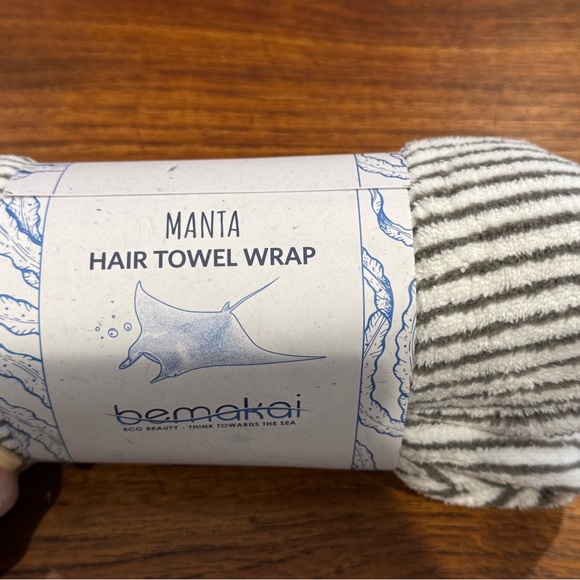 MANTA
HAIR TOWEL WRAP
bemakai
ECO BEAUTY - THINK TOWARDS THE SEA